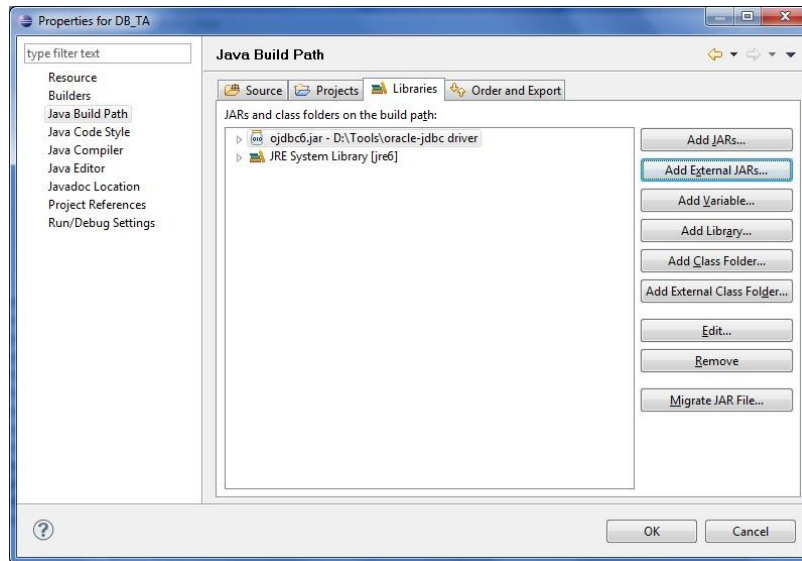 Properties for DB_TA
type filter text
Resource
Builders
Java Build Path
Java Code Style
Java Compiler
Java Editor
Javadoc Location
Project References
Run/Debug Settings
Java Build Path
Source Projects Libraries Order and Export
JARs and class folders on the build path:
ojdbc6.jar - D:\Tools\oracle-jdbc driver
JRE System Library [jre6]
Add JARs...
Add External JARs...
Add Variable...
Add Library...
Add Class Folder...
Add External Class Folder...
Edit...
Remove
Migrate JAR File...
?
OK Cancel